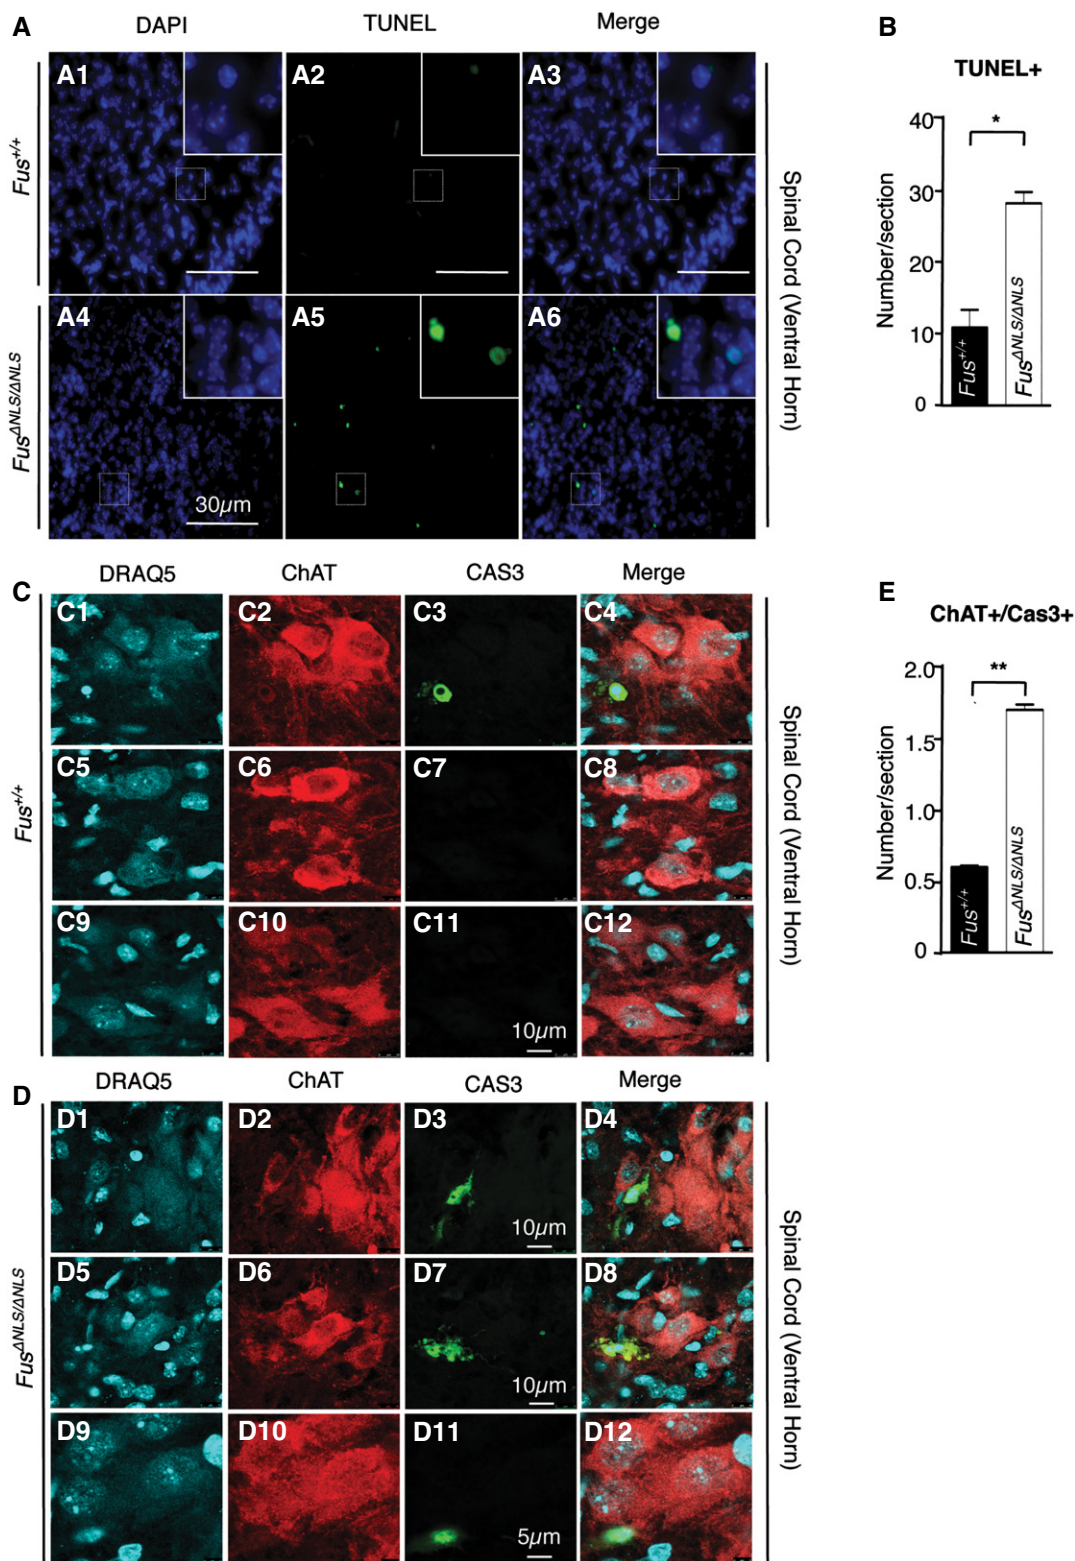 A
DAPI
TUNEL
Merge
A1
A2
A3
Fus+/+
A4
A5
A6
FusΔNLS/ΔNLS
30μm
Spinal Cord (Ventral Horn)
B
TUNEL+
*
40
30
20
10
0
Number/section
Fus+/+
FusΔNLS/ΔNLS
C
DRAQ5
ChAT
CAS3
Merge
C1
C2
C3
C4
C5
C6
C7
C8
Fus+/+
C9
C10
C11
C12
10μm
Spinal Cord (Ventral Horn)
E
ChAT+/Cas3+
**
2.0
1.5
1.0
0.5
0
Number/section
Fus+/+
FusΔNLS/ΔNLS
D
DRAQ5
ChAT
CAS3
Merge
D1
D2
D3
D4
10μm
D5
D6
D7
D8
10μm
FusΔNLS/ΔNLS
D9
D10
D11
D12
5μm
Spinal Cord (Ventral Horn)